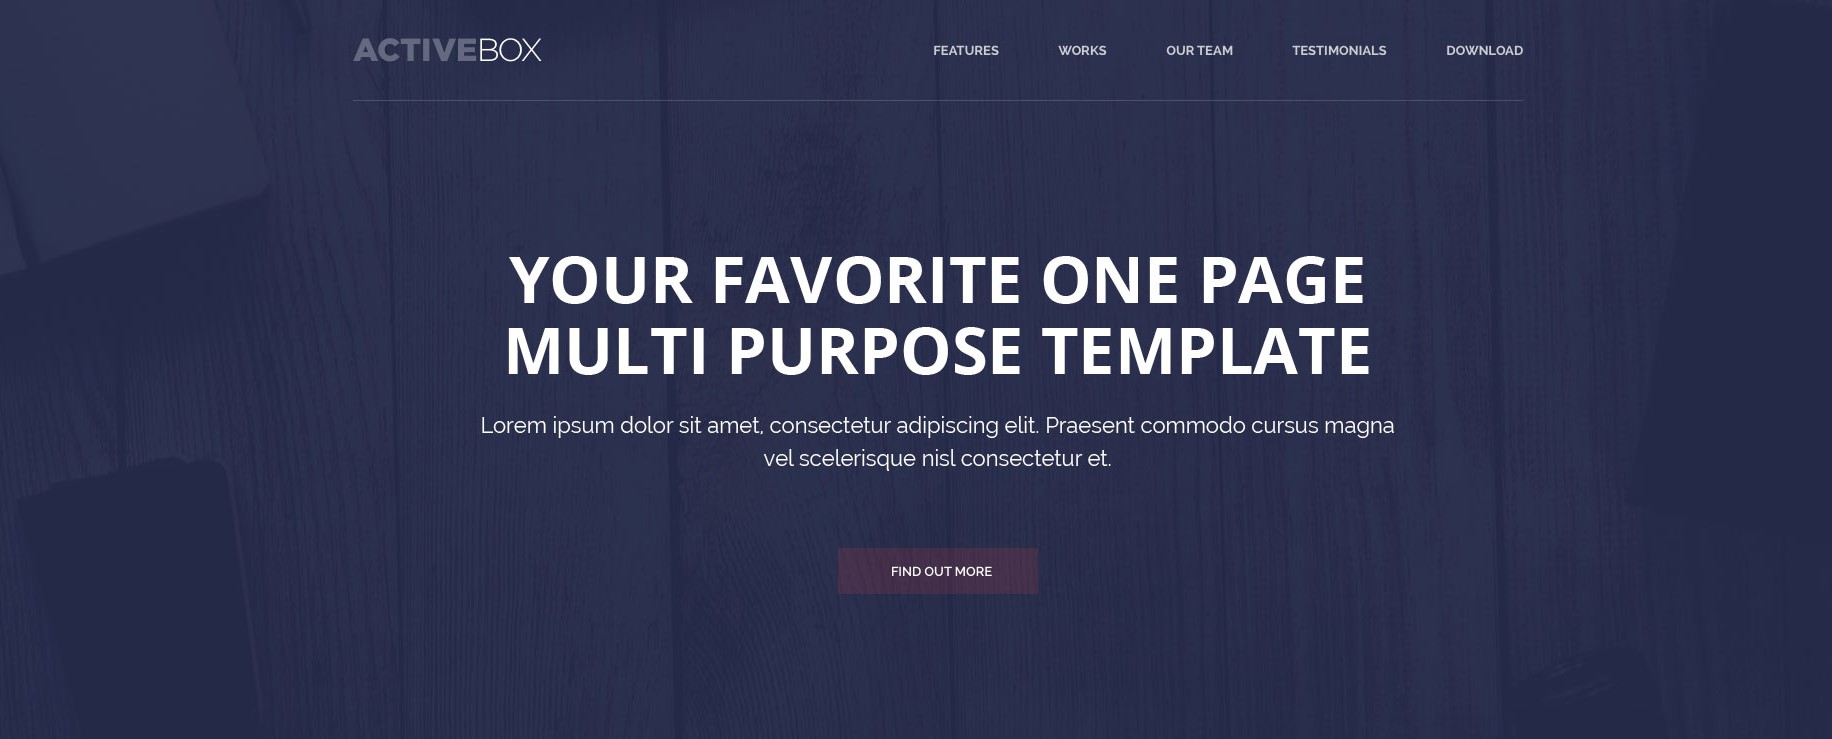 ACTIVEBOX
FEATURES WORKS OUR TEAM TESTIMONIALS DOWNLOAD
YOUR FAVORITE ONE PAGE
MULTI PURPOSE TEMPLATE
Lorem ipsum dolor sit amet, consectetur adipiscing elit. Praesent commodo cursus magna
vel scelerisque nisl consectetur et.
FIND OUT MORE